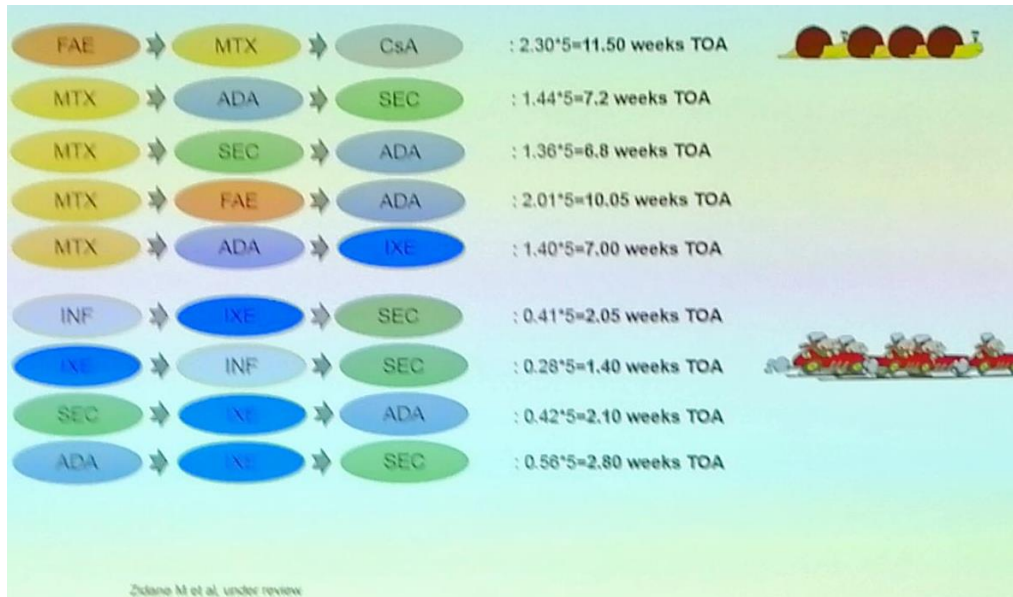 FAE MTX CsA : 2.30*5=11.50 weeks TOA
MTX ADA SEC : 1.44*5=7.2 weeks TOA
MTX SEC ADA : 1.36*5=6.8 weeks TOA
MTX FAE ADA : 2.01*5=10.05 weeks TOA
MTX ADA IXE : 1.40*5=7.00 weeks TOA
INF IXE SEC : 0.41*5=2.05 weeks TOA
IXE INF SEC : 0.28*5=1.40 weeks TOA
SEC IXE ADA : 0.42*5=2.10 weeks TOA
ADA IXE SEC : 0.56*5=2.80 weeks TOA
Zidane M et al, under review